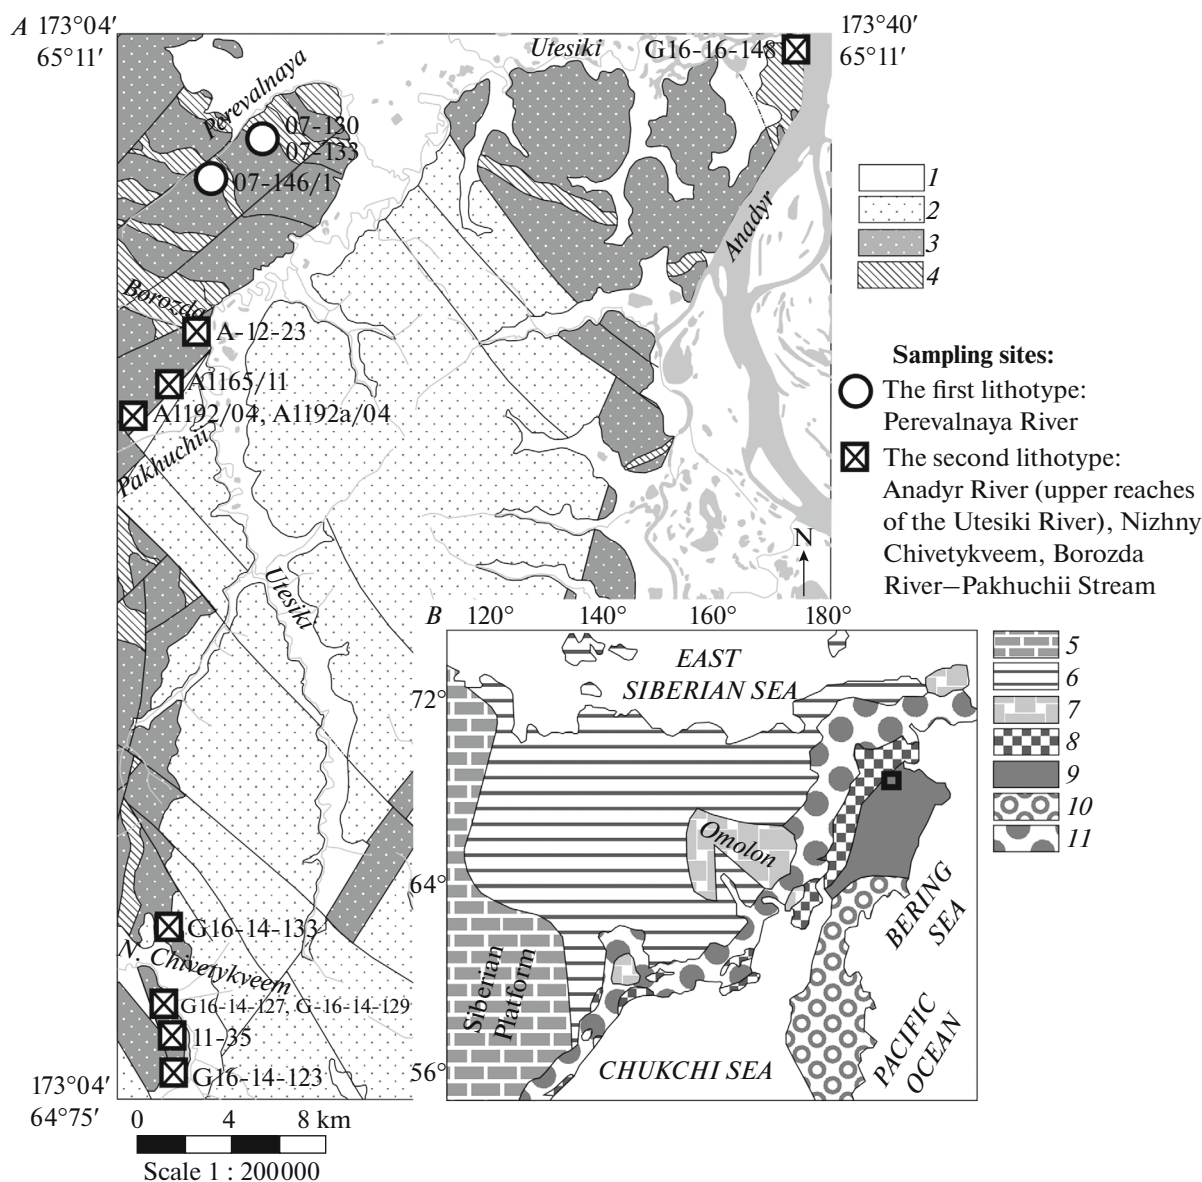 A 173°04′
65°11′
173°40′
65°11′
Utesiki
G16-16-148
Perevalnaya
07-130
07-133
07-146/1
Anadyr
1
2
3
4
Borozda
A-12-23
A1165/11
A1192/04, A1192a/04
Pakhuchii
Utesiki
Sampling sites:
The first lithotype:
Perevalnaya River
The second lithotype:
Anadyr River (upper reaches
of the Utesiki River), Nizhny
Chivetykveem, Borozda
River–Pakhuchii Stream
N
G16-14-133
N. Chivetykveem
G16-14-127, G-16-14-129
11-35
G16-14-123
173°04′
64°75′
0 4 8 km
Scale 1 : 200000
B 120° 140° 160° 180°
72°
64°
56°
EAST
SIBERIAN SEA
Omolon
Siberian
Platform
CHUKCHI SEA
BERING
SEA
PACIFIC
OCEAN
5
6
7
8
9
10
11